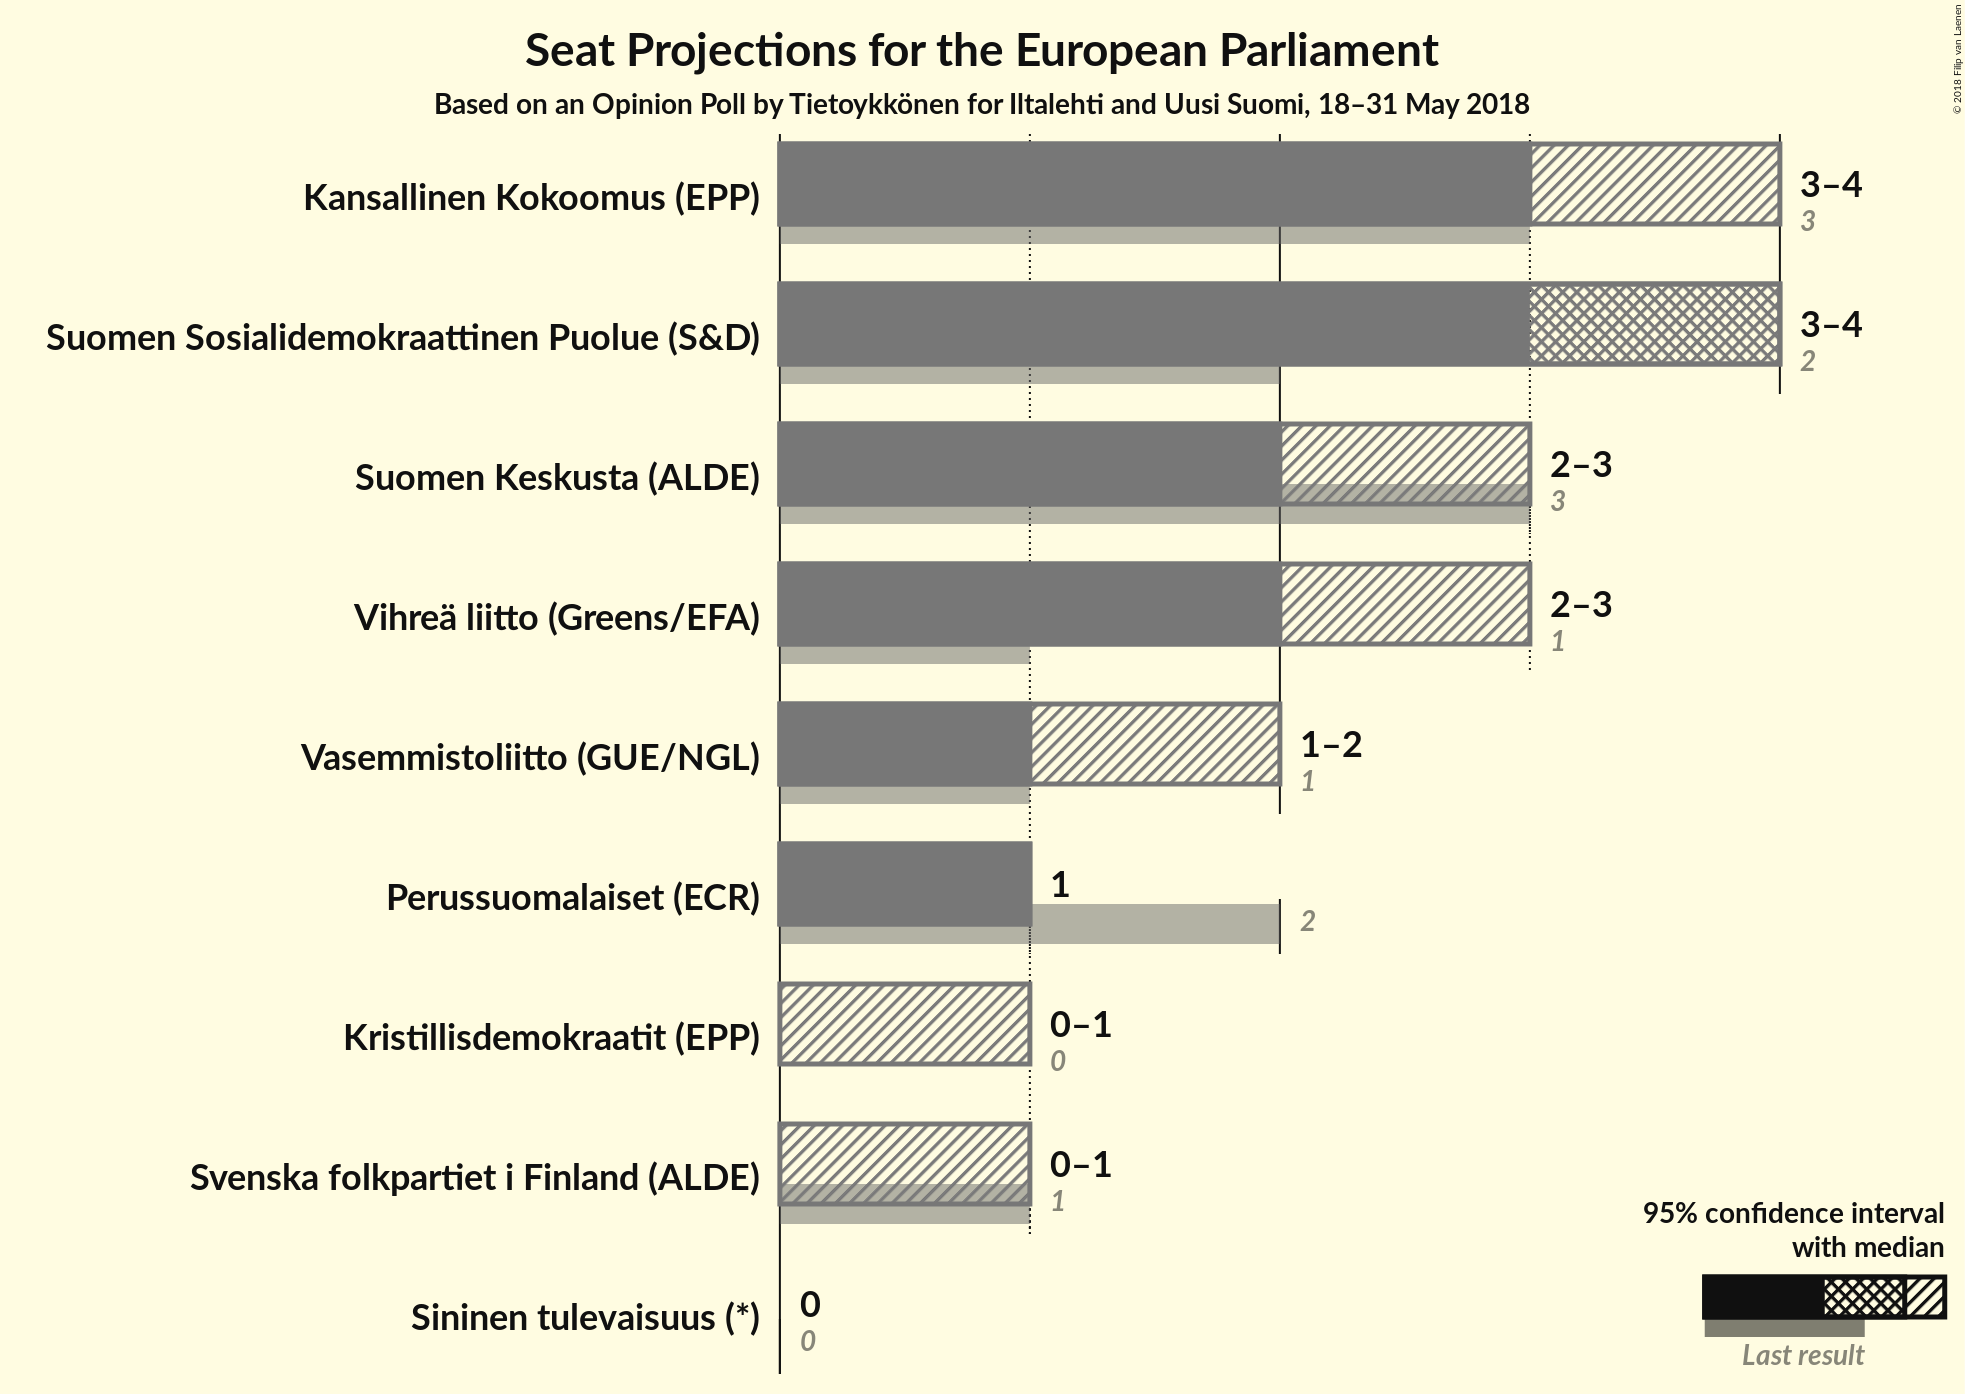 Seat Projections for the European Parliament
Based on an Opinion Poll by Tietoykkönen for Iltalehti and Uusi Suomi, 18–31 May 2018
© 2018 Filip van Laenen
Kansallinen Kokoomus (EPP)
3–4
3
Suomen Sosialidemokraattinen Puolue (S&D)
3–4
2
Suomen Keskusta (ALDE)
2–3
3
Vihreä liitto (Greens/EFA)
2–3
1
Vasemmistoliitto (GUE/NGL)
1–2
1
Perussuomalaiset (ECR)
1
2
Kristillisdemokraatit (EPP)
0–1
0
Svenska folkpartiet i Finland (ALDE)
0–1
1
Sininen tulevaisuus (*)
0
0
95% confidence interval
with median
Last result